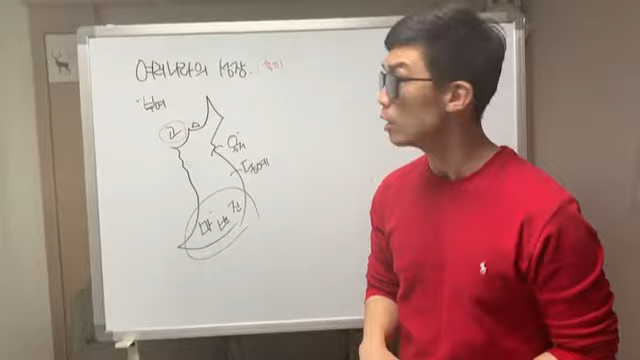 여러나라의 성장.
부여
고
옥저
동예
마 변 진